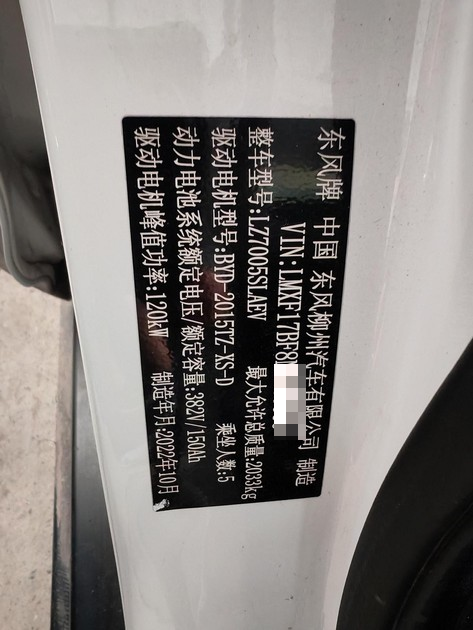 东风牌 中国 东风柳州汽车有限公司 制造
VIN:LMXF17BF8
整车型号:LZ7005SLAEV 最大允许总质量:2033kg
驱动电机型号:BYD-2015TZ-XS-D 乘坐人数:5
动力电池系统额定电压/额定容量:382V/150Ah
驱动电机峰值功率:120kW 制造年月:2022年10月